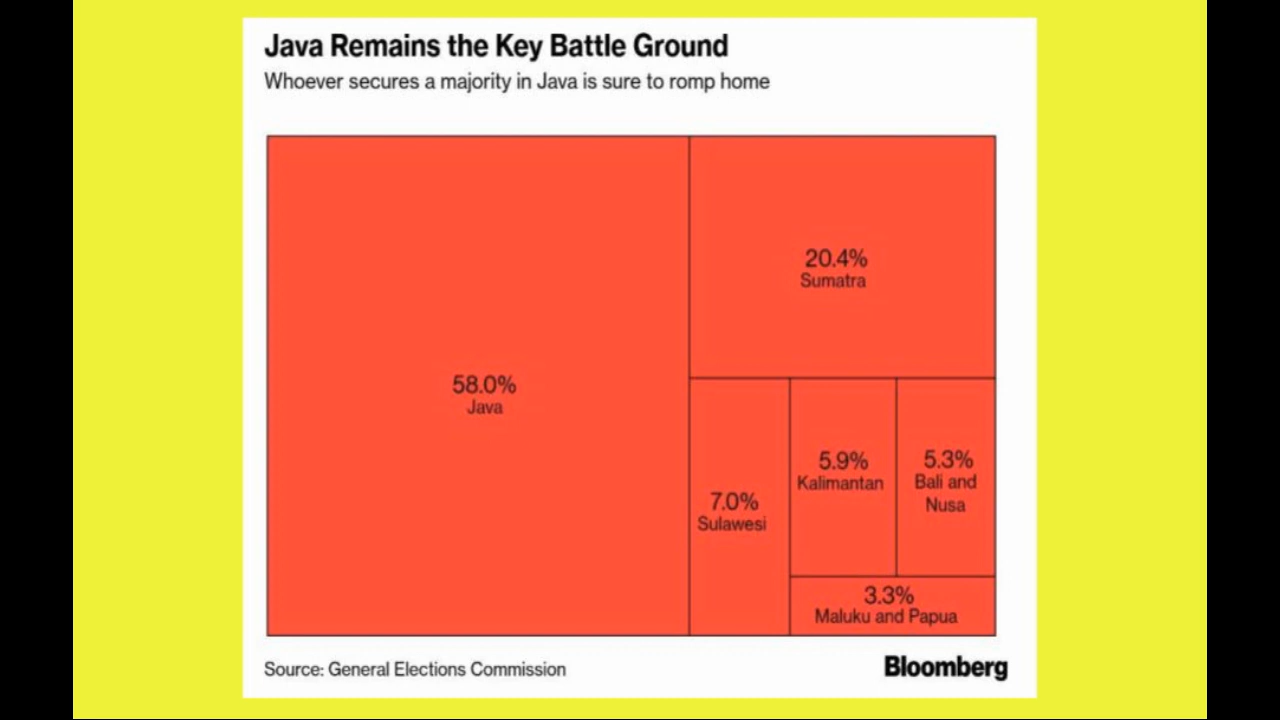 Java Remains the Key Battle Ground
Whoever secures a majority in Java is sure to romp home
58.0%
Java
20.4%
Sumatra
7.0%
Sulawesi
5.9%
Kalimantan
5.3%
Bali and
Nusa
3.3%
Maluku and Papua
Source: General Elections Commission
Bloomberg